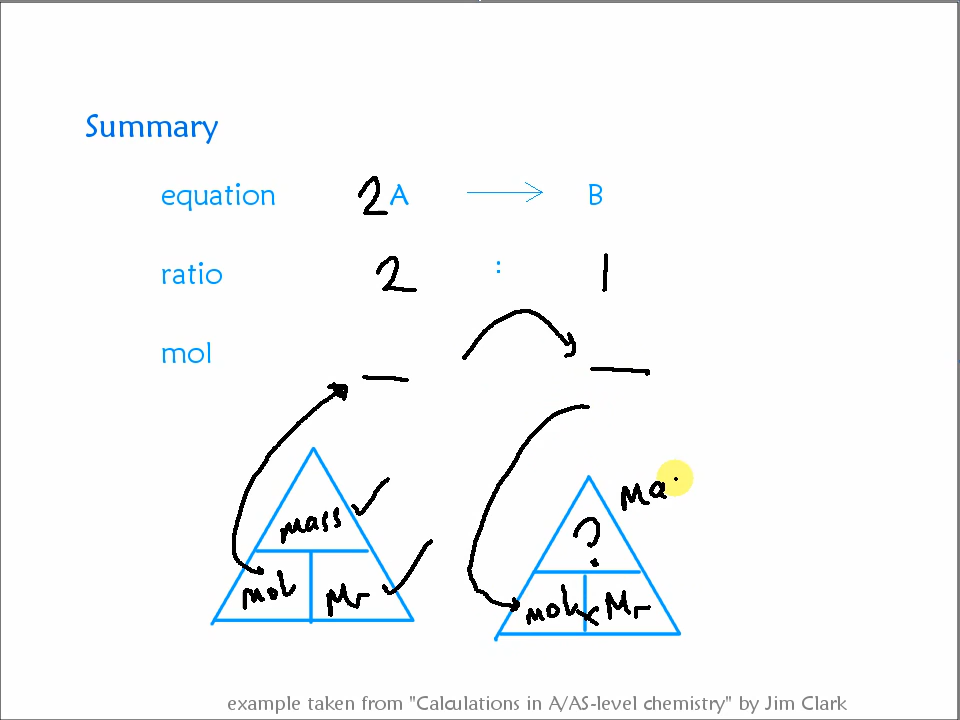 Summary
equation 2A → B
ratio 2 : 1
mol
Ma
mass ?
mol Mr mol x Mr
example taken from "Calculations in A/AS-level chemistry" by Jim Clark